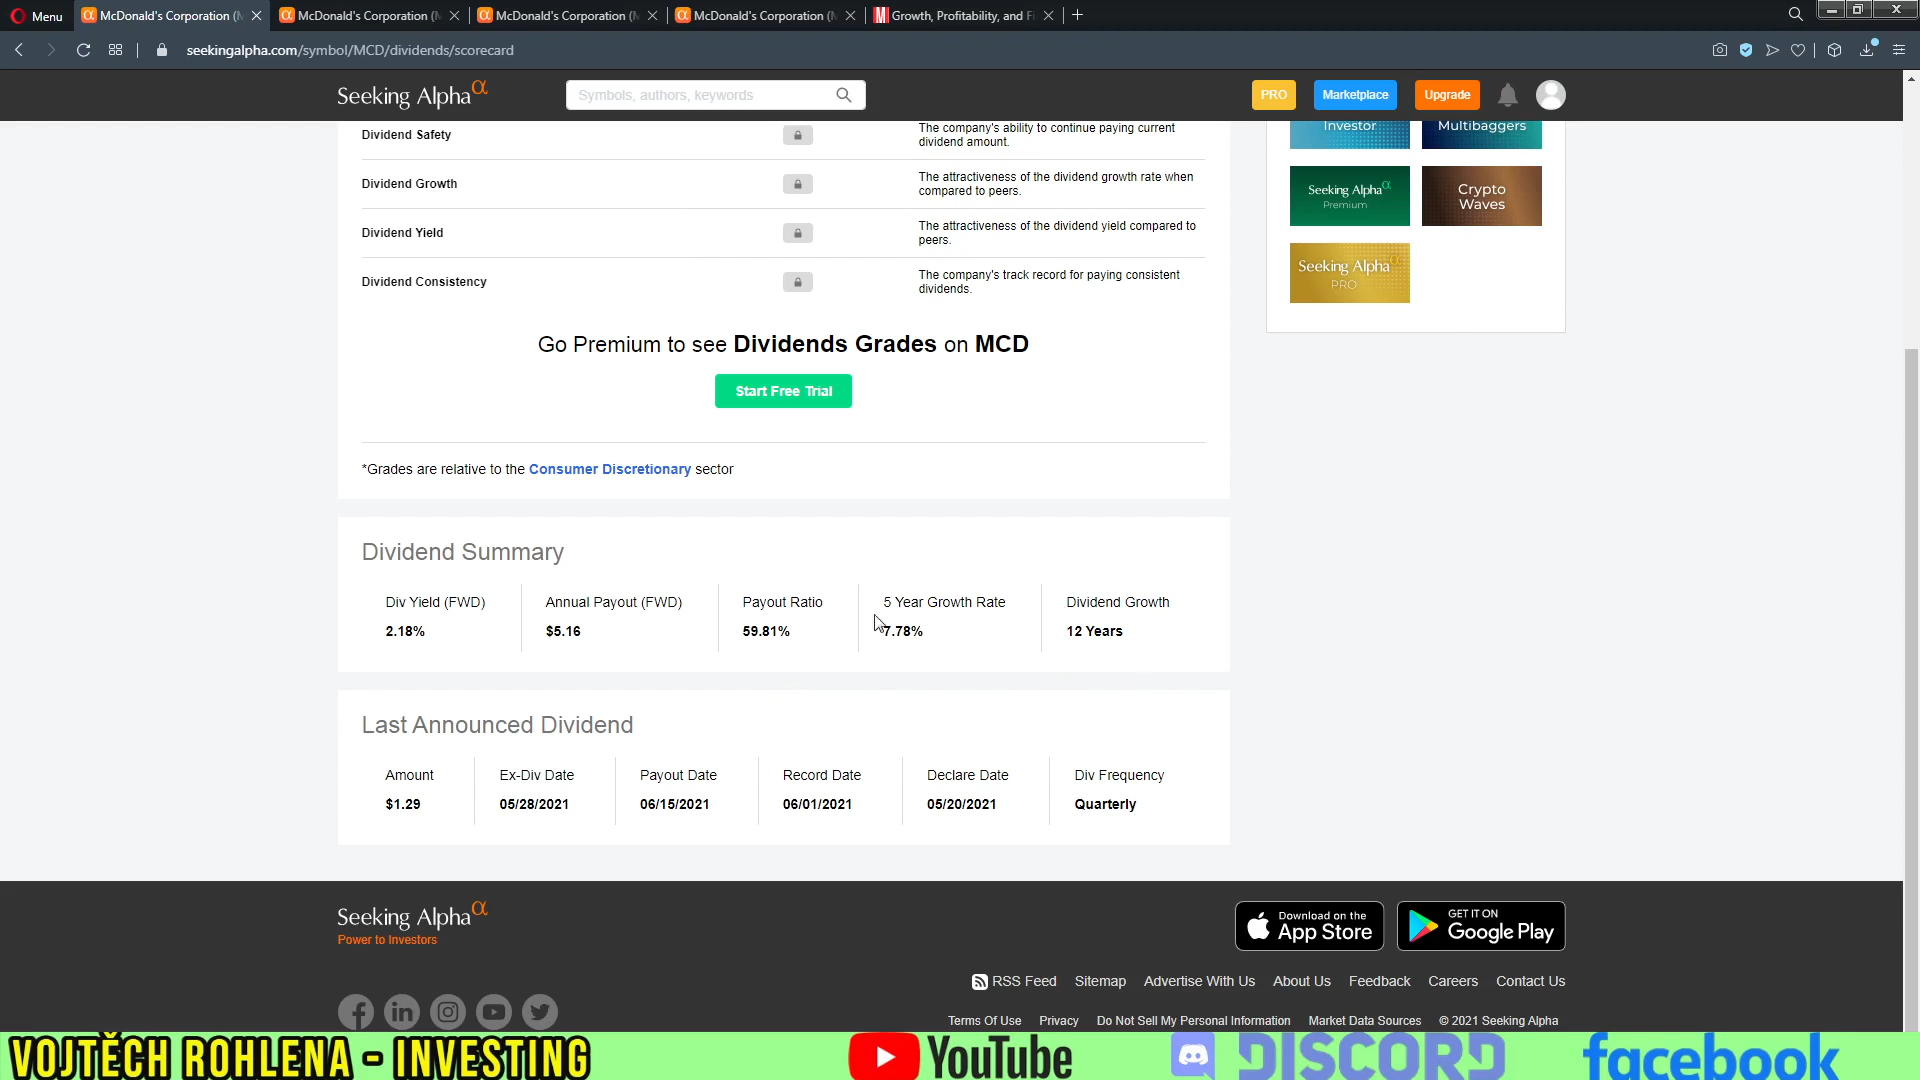 Menu
McDonald's Corporation (M
McDonald's Corporation (M
McDonald's Corporation (M
McDonald's Corporation (M
Growth, Profitability, and Fi
seekingalpha.com/symbol/MCD/dividends/scorecard
Seeking Alpha α
Symbols, authors, keywords
PRO
Marketplace
Upgrade
Dividend Safety
The company's ability to continue paying current
dividend amount.
Dividend Growth
The attractiveness of the dividend growth rate when
compared to peers.
Dividend Yield
The attractiveness of the dividend yield compared to
peers.
Dividend Consistency
The company's track record for paying consistent
dividends.
Go Premium to see Dividends Grades on MCD
Start Free Trial
*Grades are relative to the Consumer Discretionary sector
Investor
Multibaggers
Seeking Alpha α
Premium
Crypto
Waves
Seeking Alpha α
PRO
Dividend Summary
Div Yield (FWD)
Annual Payout (FWD)
Payout Ratio
5 Year Growth Rate
Dividend Growth
2.18%
$5.16
59.81%
7.78%
12 Years
Last Announced Dividend
Amount
Ex-Div Date
Payout Date
Record Date
Declare Date
Div Frequency
$1.29
05/28/2021
06/15/2021
06/01/2021
05/20/2021
Quarterly
Seeking Alpha α
Power to Investors
Download on the
App Store
GET IT ON
Google Play
RSS Feed
Sitemap
Advertise With Us
About Us
Feedback
Careers
Contact Us
Terms Of Use
Privacy
Do Not Sell My Personal Information
Market Data Sources
© 2021 Seeking Alpha
VOJTĚCH ROHLENA - INVESTING
YouTube
DISCORD
facebook